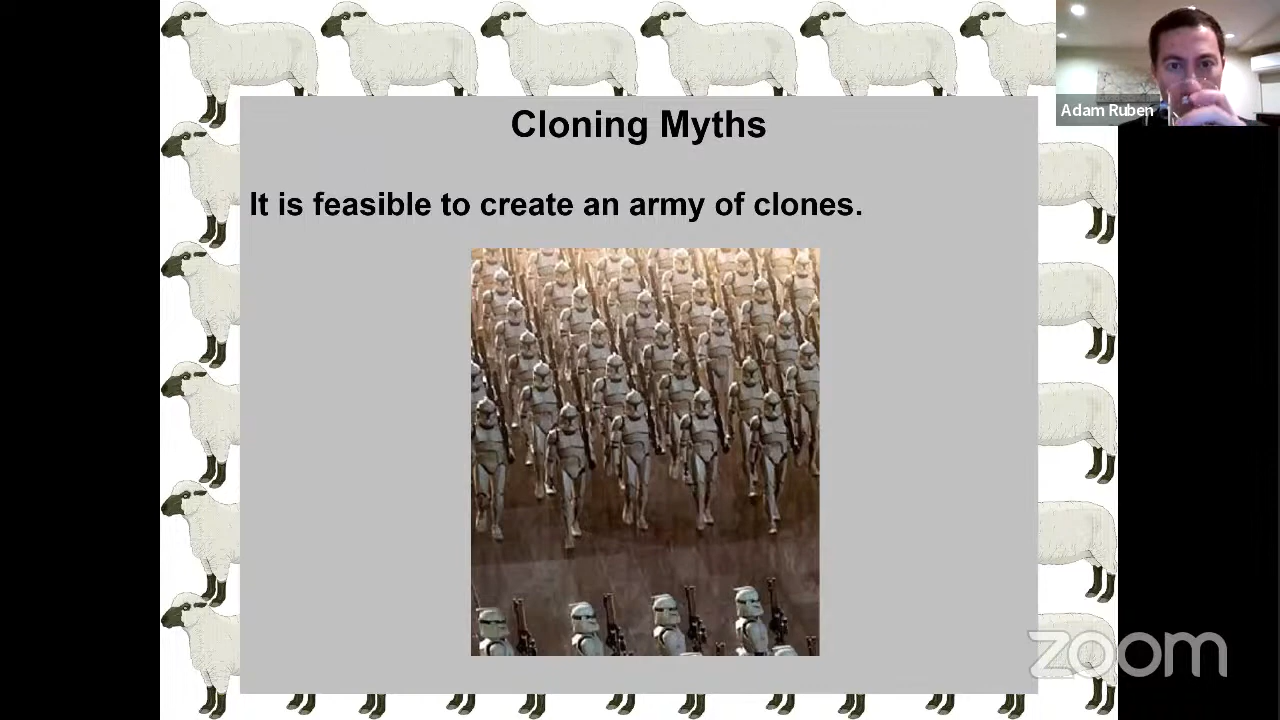 Cloning Myths
Adam Ruben
It is feasible to create an army of clones.
zoom